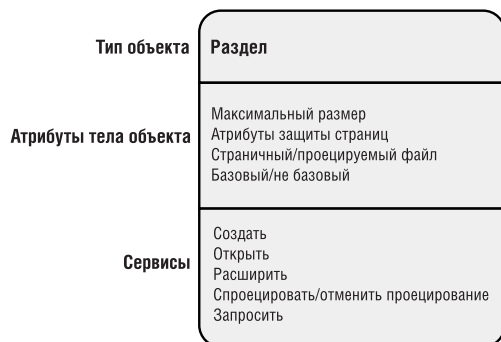 Тип объекта Раздел
Атрибуты тела объекта
Максимальный размер
Атрибуты защиты страниц
Страничный/проецируемый файл
Базовый/не базовый
Сервисы
Создать
Открыть
Расширить
Спроецировать/отменить проецирование
Запросить